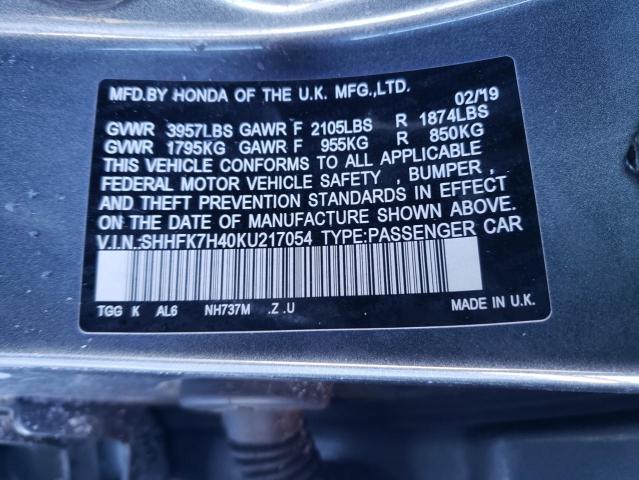 MFD.BY HONDA OF THE U.K. MFG.,LTD. 02/'19
GVWR 3957LBS GAWR F 2105LBS R 1874LBS
GVWR 1795KG GAWR F 955KG R 850KG
THIS VEHICLE CONFORMS TO ALL APPLICABLE
FEDERAL MOTOR VEHICLE SAFETY , BUMPER ,
AND THEFT PREVENTION STANDARDS IN EFFECT
ON THE DATE OF MANUFACTURE SHOWN ABOVE.
V.I.N.:SHHFK7H40KU217054 TYPE:PASSENGER CAR
TGG K AL6 NH737M .Z .U MADE IN U.K.